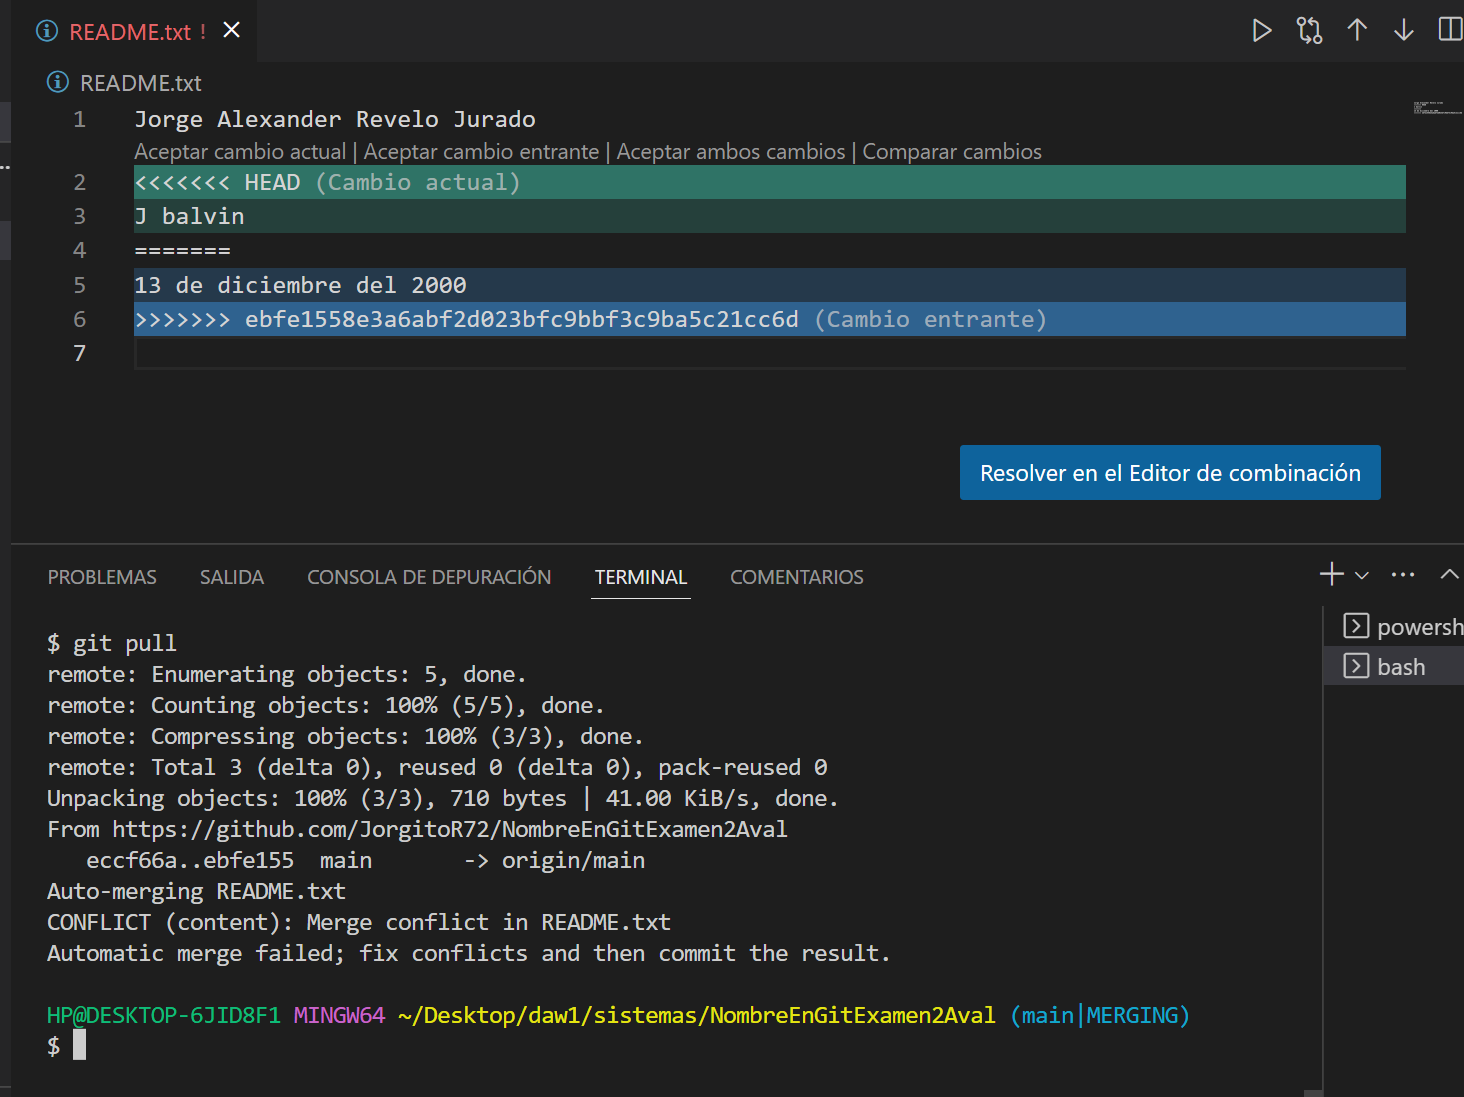 README.txt !
README.txt
1 Jorge Alexander Revelo Jurado
Aceptar cambio actual | Aceptar cambio entrante | Aceptar ambos cambios | Comparar cambios
2 <<<<<<< HEAD (Cambio actual)
3 J balvin
4 =======
5 13 de diciembre del 2000
6 >>>>>>> ebfe1558e3a6abf2d023bfc9bbf3c9ba5c21cc6d (Cambio entrante)
7
Resolver en el Editor de combinación
PROBLEMAS SALIDA CONSOLA DE DEPURACIÓN TERMINAL COMENTARIOS
$ git pull
remote: Enumerating objects: 5, done.
remote: Counting objects: 100% (5/5), done.
remote: Compressing objects: 100% (3/3), done.
remote: Total 3 (delta 0), reused 0 (delta 0), pack-reused 0
Unpacking objects: 100% (3/3), 710 bytes | 41.00 KiB/s, done.
From https://github.com/JorgitoR72/NombreEnGitExamen2Aval
eccf66a..ebfe155 main -> origin/main
Auto-merging README.txt
CONFLICT (content): Merge conflict in README.txt
Automatic merge failed; fix conflicts and then commit the result.
HP@DESKTOP-6JID8F1 MINGW64 ~/Desktop/daw1/sistemas/NombreEnGitExamen2Aval (main|MERGING)
$
powersh
bash